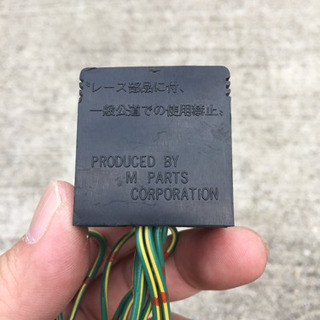 “レース部品に付、
一般公道での使用禁止„
PRODUCED BY
M PARTS
CORPORATION